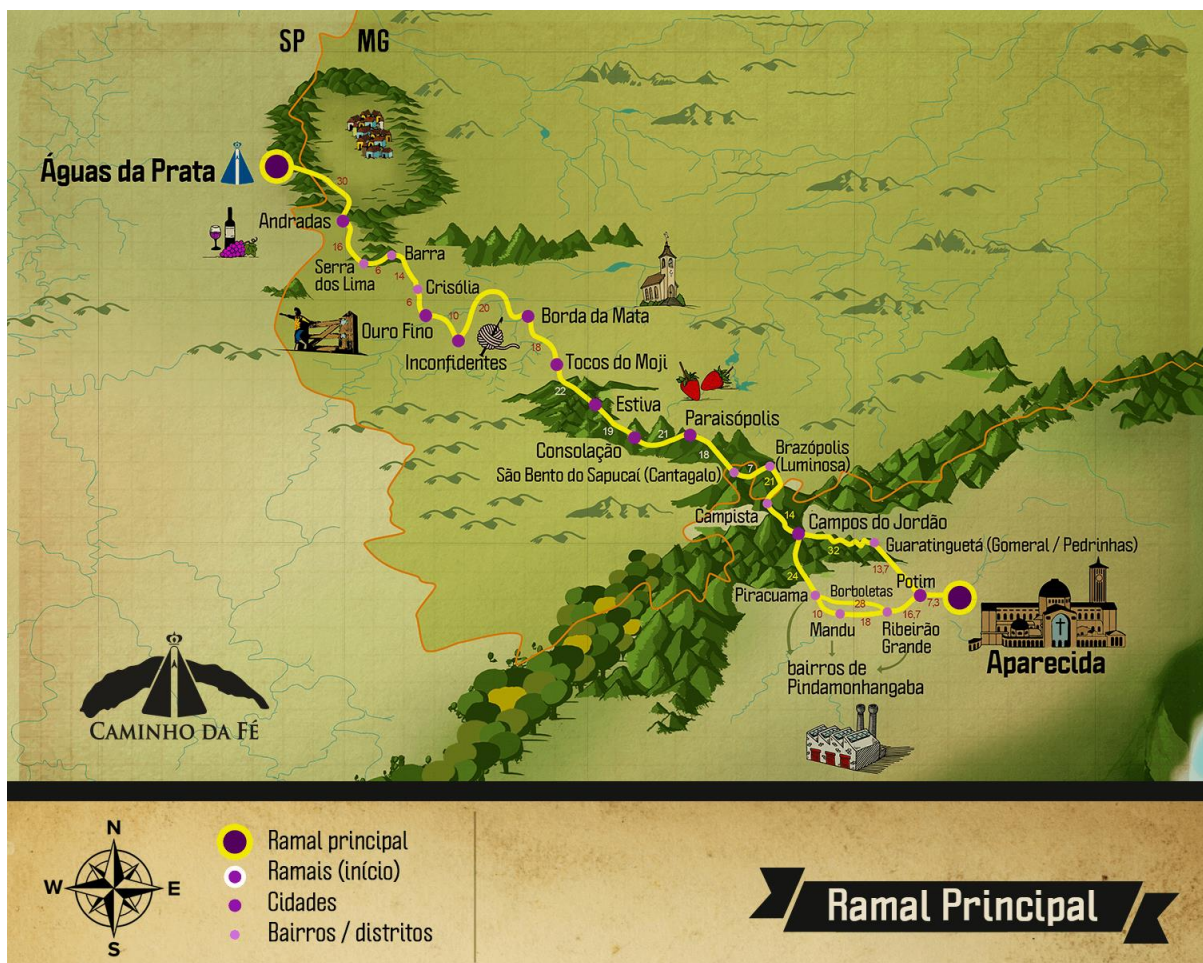 SP
MG
Águas da Prata
30
Andradas
16
Serra
dos Lima
6
Barra
14
Crisólia
6
Ouro Fino
10
Inconfidentes
20
Borda da Mata
18
Tocos do Moji
22
Estiva
19
Consolação
21
Paraisópolis
18
São Bento do Sapucaí (Cantagalo)
7
Brazópolis
(Luminosa)
21
Campista
14
Campos do Jordão
32
Guaratinguetá (Gomeral / Pedrinhas)
13,7
24
Piracuama
Borboletas
28
10
Mandu
18
Ribeirão
Grande
16,7
Potim
7,3
Aparecida
bairros de
Pindamonhangaba
CAMINHO DA FÉ
N
W
E
S
Ramal principal
Ramais (início)
Cidades
Bairros / distritos
Ramal Principal